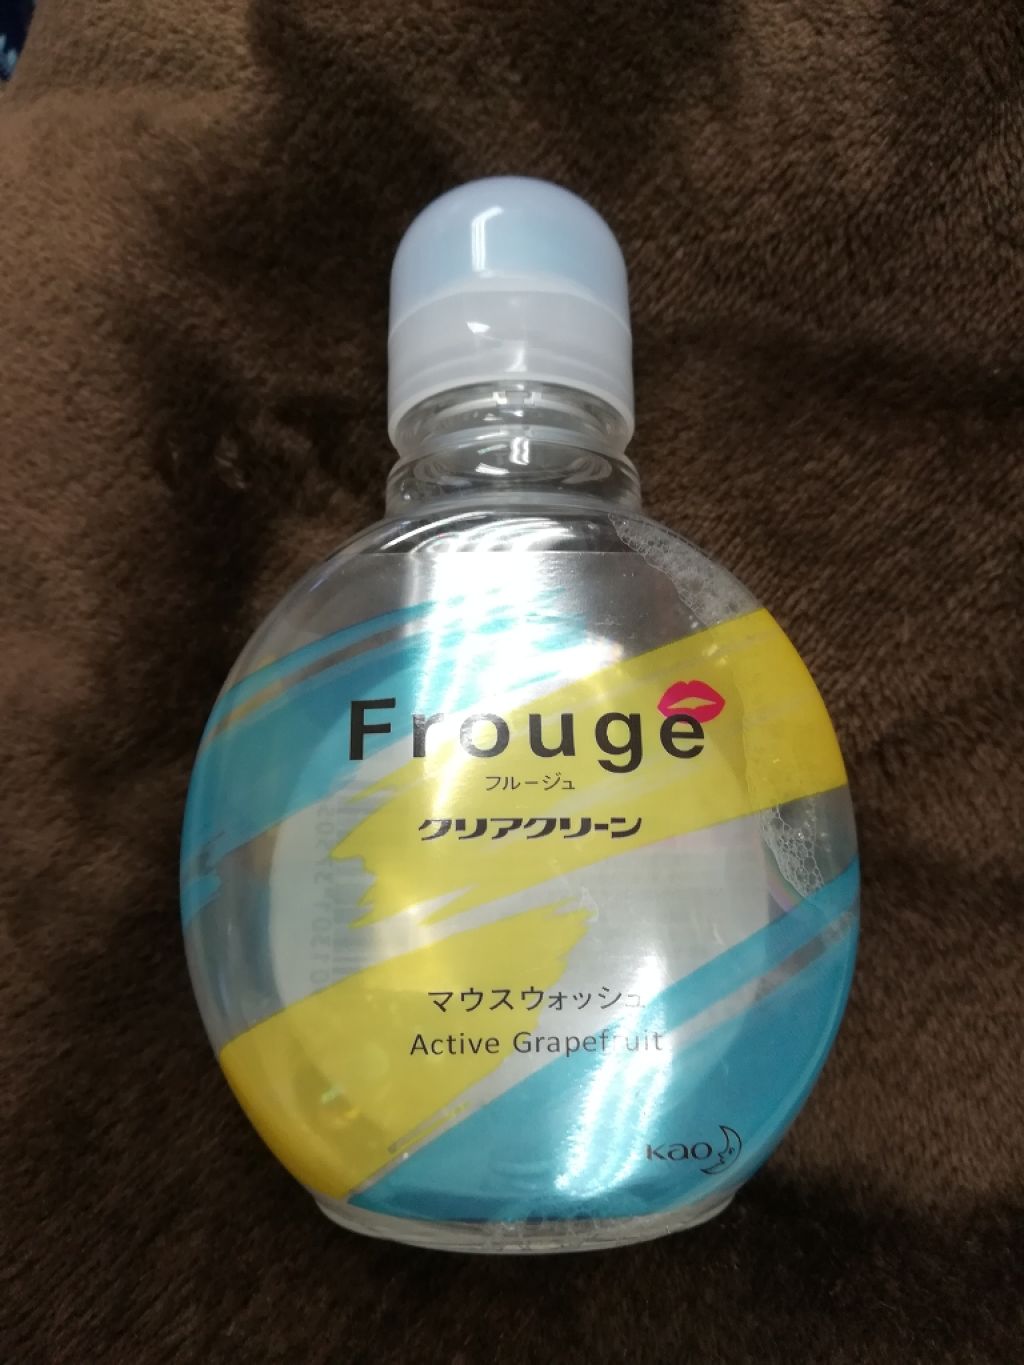 Frouge
フルージュ
クリアクリーン
マウスウォッシュ
Active Grapefruit
Kao